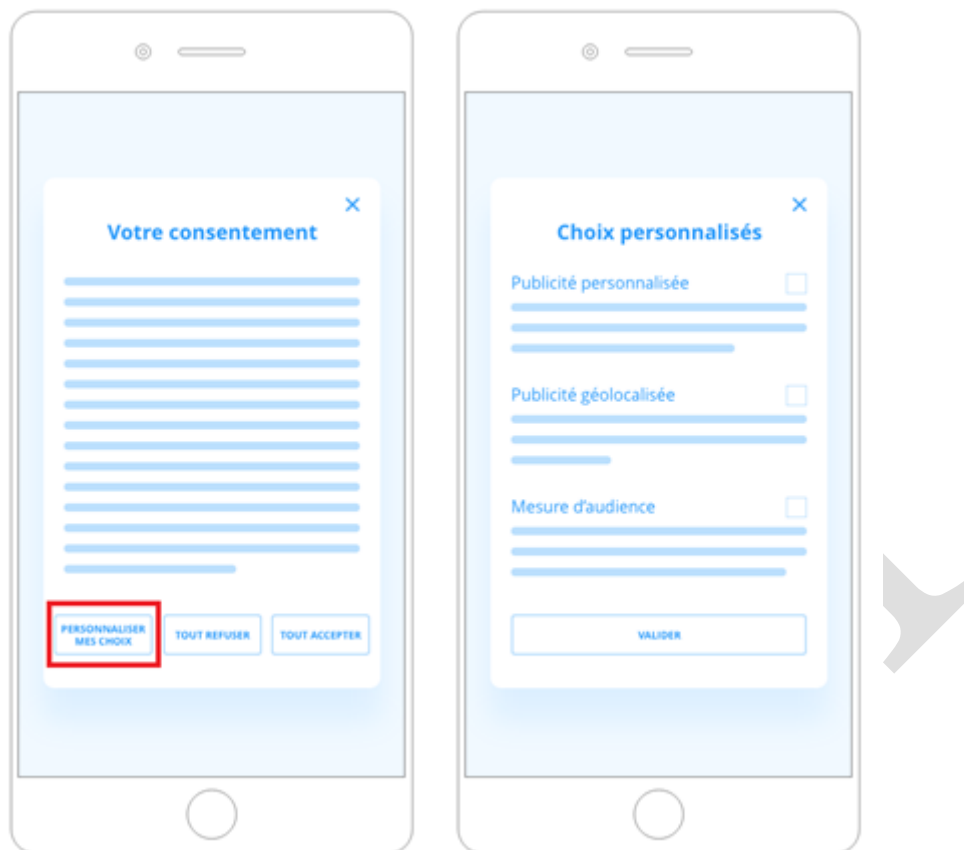 Votre consentement
PERSONNALISER
MES CHOIX
TOUT REFUSER
TOUT ACCEPTER
Choix personnalisés
Publicité personnalisée
Publicité géolocalisée
Mesure d'audience
VALIDER